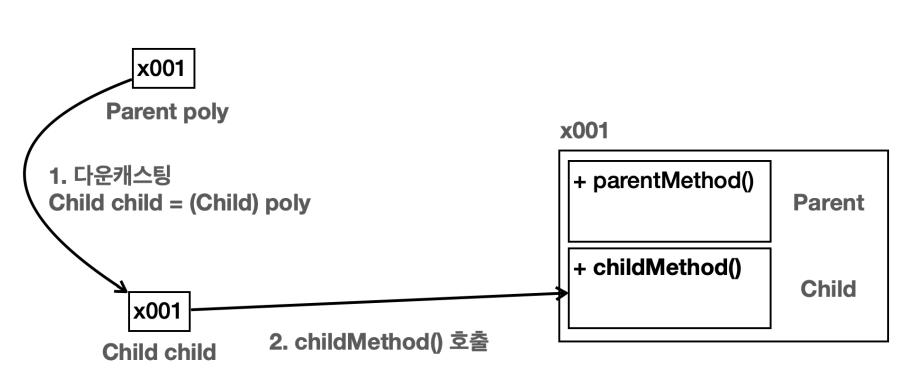 x001
Parent poly
1. 다운캐스팅
Child child = (Child) poly
x001
Child child
2. childMethod() 호출
x001
+ parentMethod()
Parent
+ childMethod()
Child